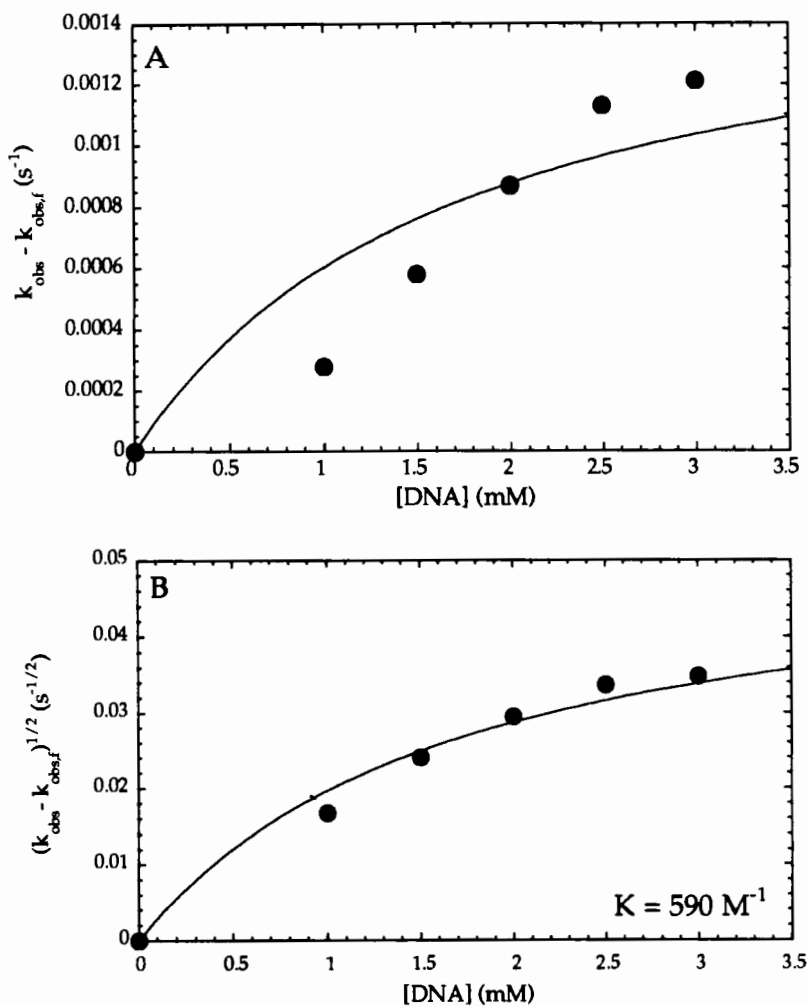 A
0.0014
0.0012
0.001
0.0008
0.0006
0.0004
0.0002
0
k_obs - k_obs,f (s^-1)
0 0.5 1 1.5 2 2.5 3 3.5
[DNA] (mM)
B
0.05
0.04
0.03
0.02
0.01
0
(k_obs - k_obs,f)^1/2 (s^-1/2)
K = 590 M^-1
0 0.5 1 1.5 2 2.5 3 3.5
[DNA] (mM)